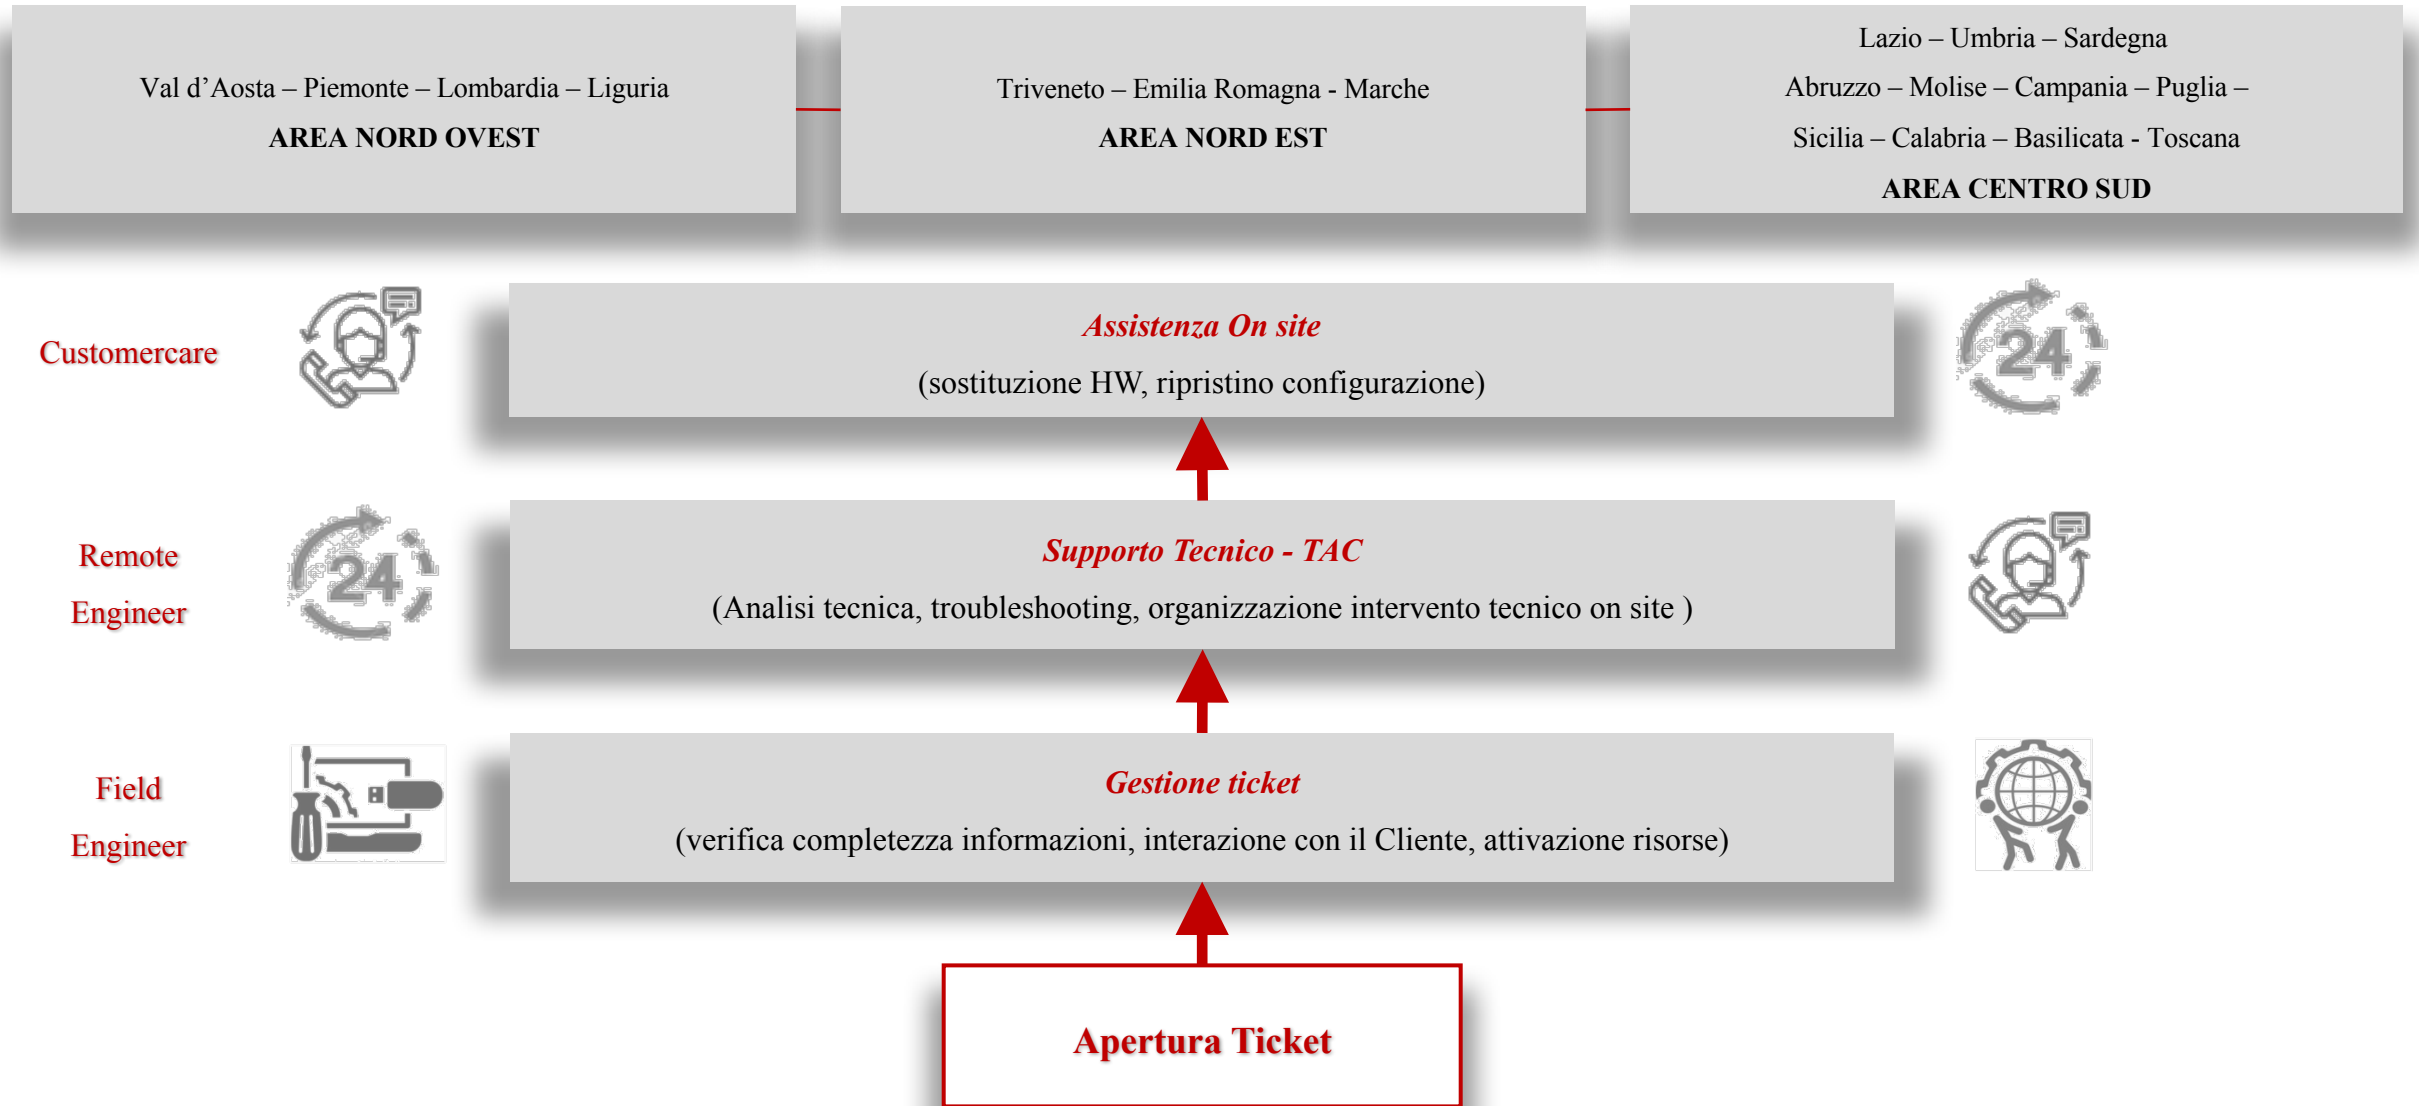 Val d’Aosta – Piemonte – Lombardia – Liguria
AREA NORD OVEST
Triveneto – Emilia Romagna - Marche
AREA NORD EST
Lazio – Umbria – Sardegna
Abruzzo – Molise – Campania – Puglia –
Sicilia – Calabria – Basilicata - Toscana
AREA CENTRO SUD
Customercare
Assistenza On site
(sostituzione HW, ripristino configurazione)
24
Remote
Engineer
24
Supporto Tecnico - TAC
(Analisi tecnica, troubleshooting, organizzazione intervento tecnico on site )
Field
Engineer
Gestione ticket
(verifica completezza informazioni, interazione con il Cliente, attivazione risorse)
Apertura Ticket